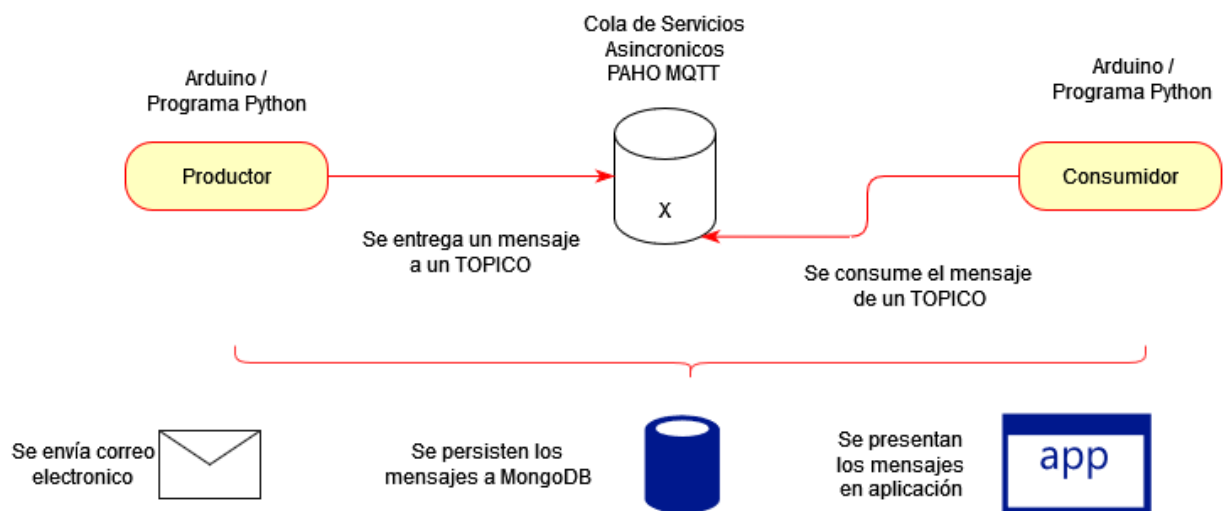 Cola de Servicios
Asincronicos
PAHO MQTT
Arduino /
Programa Python
Arduino /
Programa Python
Productor
X
Consumidor
Se entrega un mensaje
a un TOPICO
Se consume el mensaje
de un TOPICO
Se envía correo
electronico
Se persisten los
mensajes a MongoDB
Se presentan
los mensajes
en aplicación
app